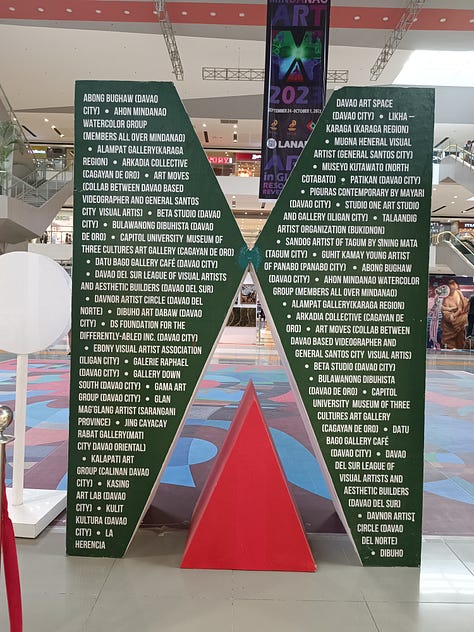 MINDANAO
ART
SEPTEMBER 24 - OCTOBER 1, 2023
2023
LANAN
ART
ABONG BUGHAW (DAVAO
CITY) • AHON MINDANAO
WATERCOLOR GROUP
(MEMBERS ALL OVER MINDANAO)
• ALAMPAT GALLERY(KARAGA
REGION) • ARKADIA COLLECTIVE
(CAGAYAN DE ORO) • ART MOVES
(COLLAB BETWEEN DAVAO BASED
VIDEOGRAPHER AND GENERAL SANTOS
CITY VISUAL ARTIST) • BETA STUDIO (DAVAO
CITY) • BULAWANONG DIBUHISTA (DAVAO
DE ORO) • CAPITOL UNIVERSITY MUSEUM OF
THREE CULTURES ART GALLERY (CAGAYAN DE ORO)
• DATU BAGO GALLERY CAFÉ (DAVAO CITY)
• DAVAO DEL SUR LEAGUE OF VISUAL ARTISTS
AND AESTHETIC BUILDERS (DAVAO DEL SUR)
• DAVNOR ARTIST CIRCLE (DAVAO DEL
NORTE) • DIBUHO ART DABAW (DAVAO
CITY) • DS FOUNDATION FOR THE
DIFFERENTLY-ABLED INC. (DAVAO CITY)
• EBONY VISUAL ARTIST ASSOCIATION
(ILIGAN CITY) • GALERIE RAPHAEL
(DAVAO CITY) • GALLERY DOWN
SOUTH (DAVAO CITY) • GAMA ART
GROUP (DAVAO CITY) • GLAN
MAG'GLANG ARTIST (SARANGANI
PROVINCE) • JING CAYACAY
RABAT GALLERY(MATI
CITY DAVAO ORIENTAL)
• KALAPATI ART
GROUP (CALINAN DAVAO
CITY) • KASING
ART LAB (DAVAO
CITY) • KULIT
KULTURA (DAVAO
CITY) • LA
HERENCIA
DAVAO ART SPACE
(DAVAO CITY) • LIKHA –
KARAGA (KARAGA REGION)
• MUGNA HENERAL VISUAL
ARTIST (GENERAL SANTOS CITY)
• MUSEO KUTAWATO (NORTH
COTABATO) • PATIKAN (DAVAO CITY)
• PIGURAS CONTEMPORARY BY MAYARI
(DAVAO CITY) • STUDIO ONE ART STUDIO
AND GALLERY (ILIGAN CITY) • TALAANDIG
ARTIST ORGANIZATION (BUKIDNON)
• SANDOG ARTIST OF TAGUM BY SINING MATA
(TAGUM CITY) • GUHIT KAMAY YOUNG ARTIST
OF PANABO (PANABO CITY) • ABONG BUGHAW
(DAVAO CITY) • AHON MINDANAO WATERCOLOR
GROUP (MEMBERS ALL OVER MINDANAO)
• ALAMPAT GALLERY(KARAGA REGION)
• ARKADIA COLLECTIVE (CAGAYAN DE
ORO) • ART MOVES (COLLAB BETWEEN
DAVAO BASED VIDEOGRAPHER AND
GENERAL SANTOS CITY VISUAL ARTIST)
• BETA STUDIO (DAVAO CITY)
• BULAWANONG DIBUHISTA
(DAVAO DE ORO) • CAPITOL
UNIVERSITY MUSEUM OF THREE
CULTURES ART GALLERY
(CAGAYAN DE ORO) • DATU
BAGO GALLERY CAFÉ
(DAVAO CITY) • DAVAO
DEL SUR LEAGUE OF
VISUAL ARTISTS AND
AESTHETIC BUILDERS
(DAVAO DEL SUR)
• DAVNOR ARTIST
CIRCLE (DAVAO
DEL NORTE)
• DIBUHO